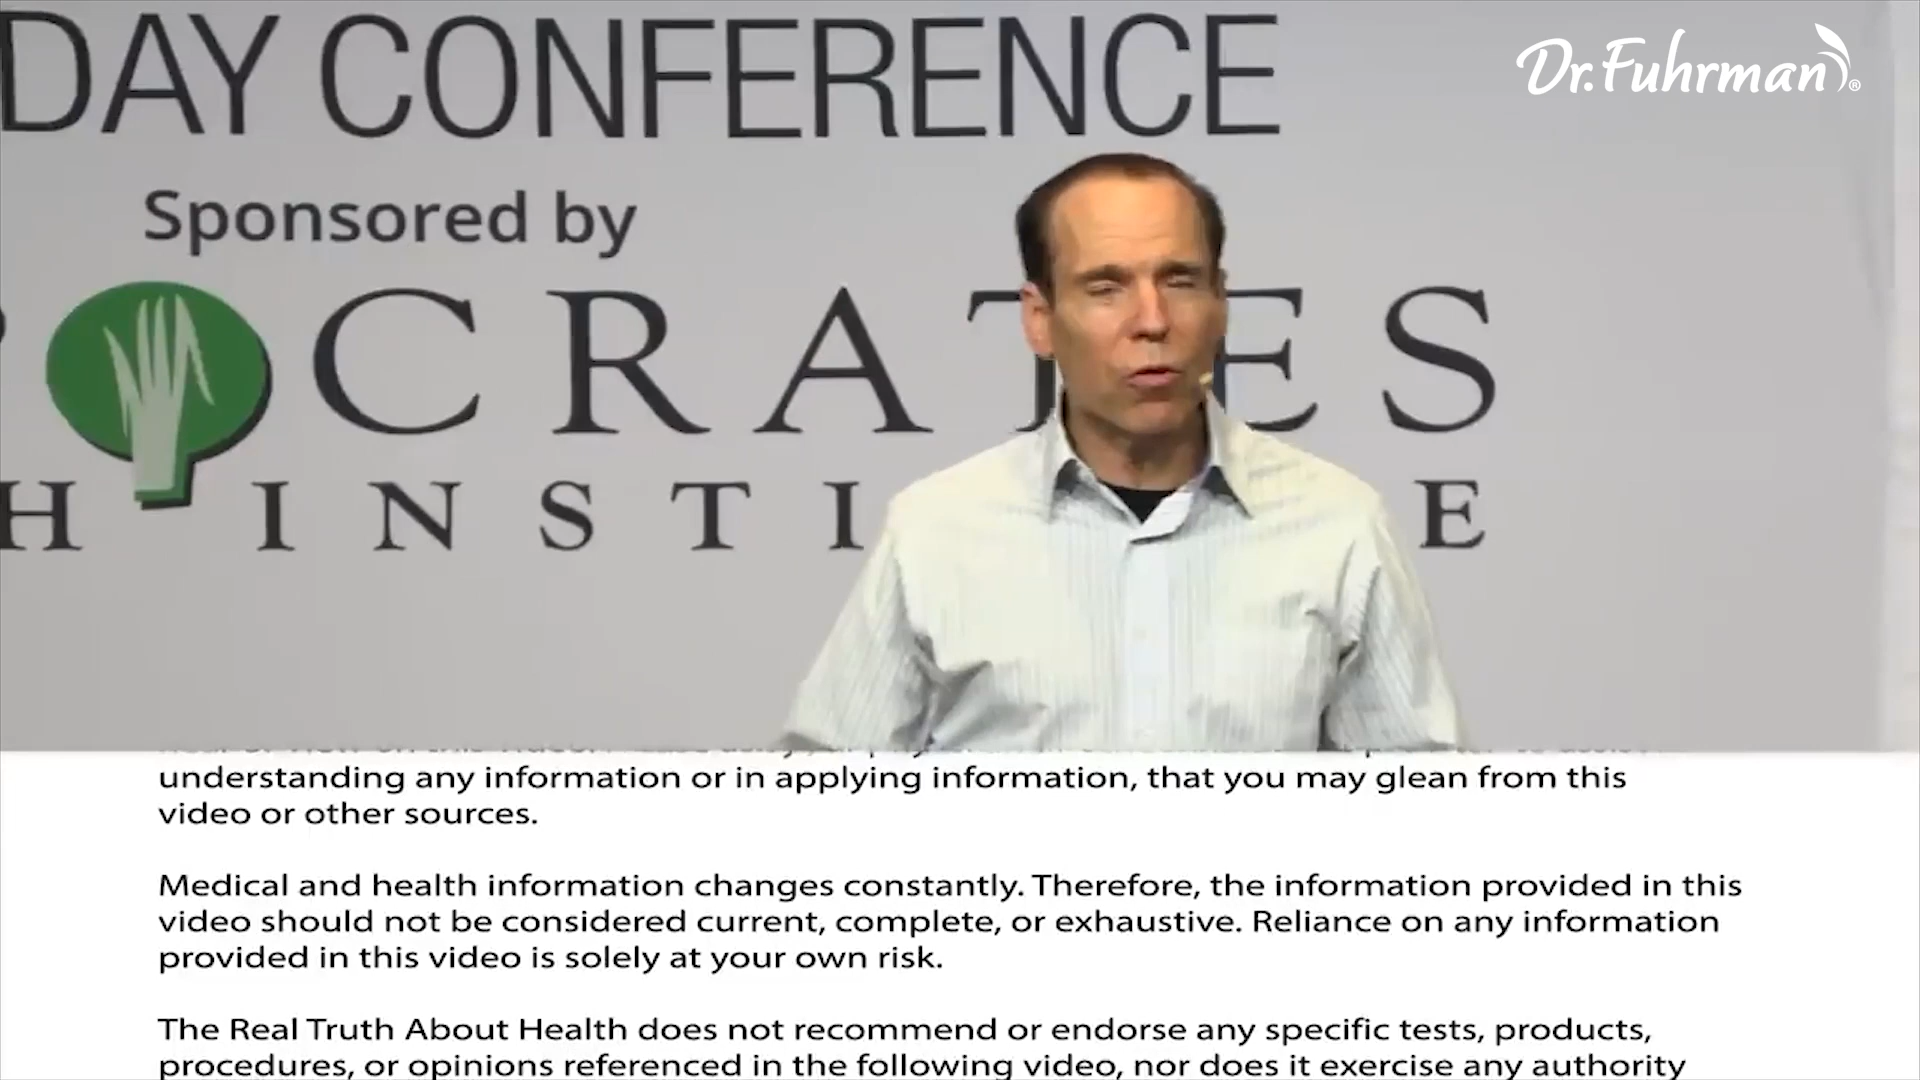 DAY CONFERENCE
Dr. Fuhrman®
Sponsored by
CRATES
H INSTI E
understanding any information or in applying information, that you may glean from this
video or other sources.
Medical and health information changes constantly. Therefore, the information provided in this
video should not be considered current, complete, or exhaustive. Reliance on any information
provided in this video is solely at your own risk.
The Real Truth About Health does not recommend or endorse any specific tests, products,
procedures, or opinions referenced in the following video, nor does it exercise any authority